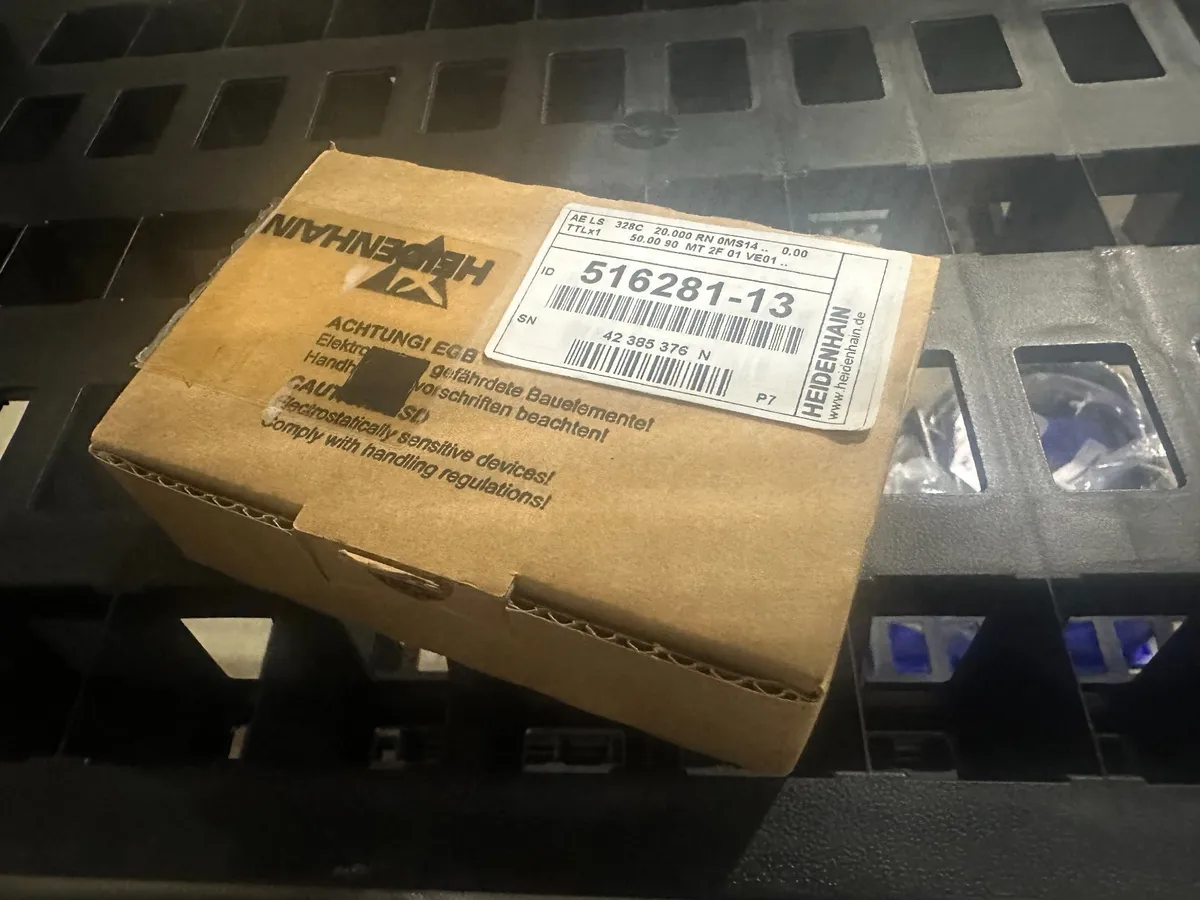 HEIDENHAIN
AE LS 328C 20.000 RN 0MS14 .. 0.00
TTLx1 50.00 90 MT 2F 01 VE01 ..
ID 516281-13
SN 42 385 376 N
P7
HEIDENHAIN
www.heidenhain.de
ACHTUNG! EGB
gefährdete Bauelemente!
vorschriften beachten!
Electrostatically sensitive devices!
Comply with handling regulations!